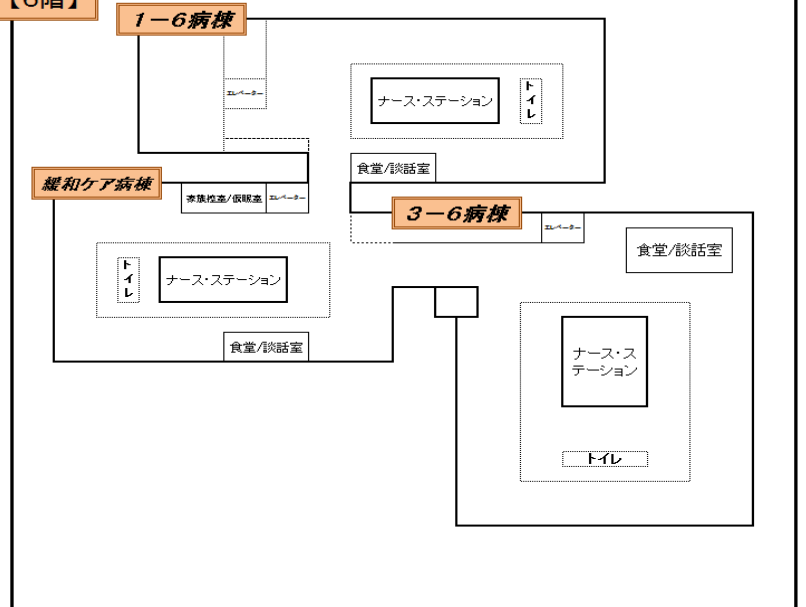 【6階】
1－6病棟
エレベーター
ナース・ステーション
トイレ
食堂/談話室
緩和ケア病棟
家族控室/仮眠室
エレベーター
3－6病棟
エレベーター
食堂/談話室
トイレ
ナース・ステーション
食堂/談話室
ナース・ス
テーション
トイレ